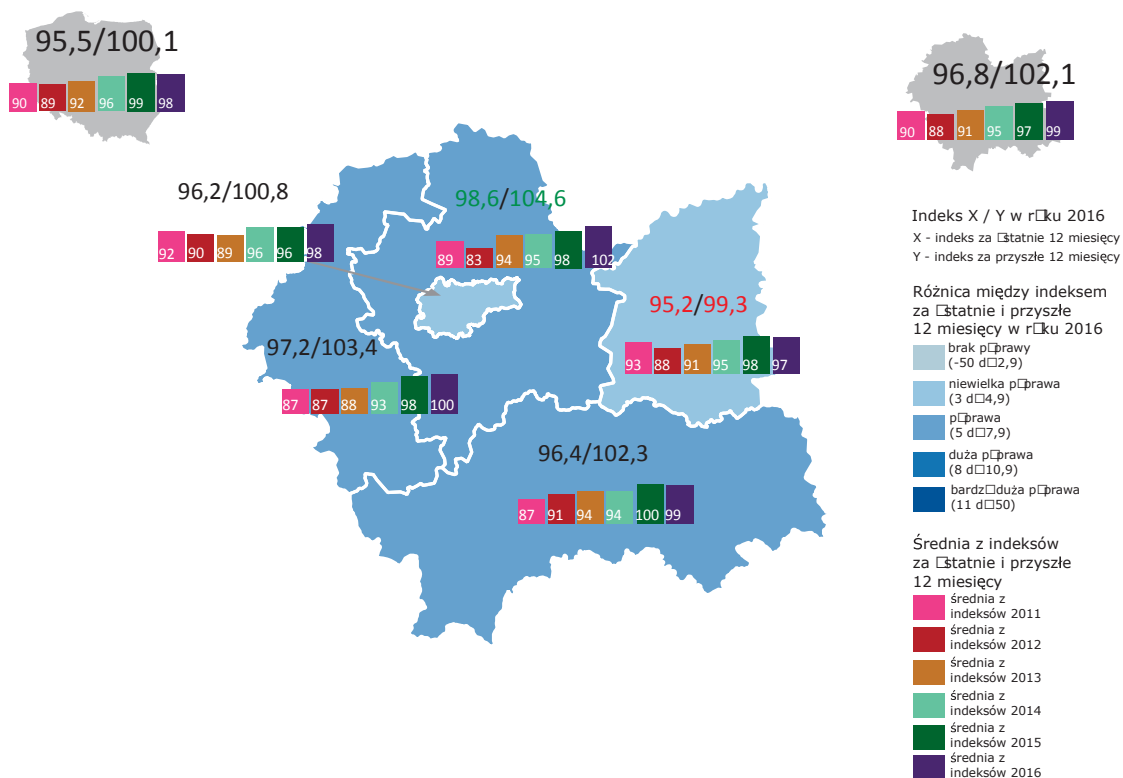 95,5/100,1
90 89 92 96 99 98
96,8/102,1
90 88 91 95 97 99
96,2/100,8
92 90 89 96 96 98
98,6/104,6
89 83 94 95 98 102
95,2/99,3
93 88 91 95 98 97
97,2/103,4
87 87 88 93 98 100
96,4/102,3
87 91 94 94 100 99
Indeks X / Y w r□ku 2016
X - indeks za □statnie 12 miesięcy
Y - indeks za przyszłe 12 miesięcy
Różnica między indeksem
za □statnie i przyszłe
12 miesięcy w r□ku 2016
brak p□prawy
(-50 d□2,9)
niewielka p□prawa
(3 d□4,9)
p□prawa
(5 d□7,9)
duża p□prawa
(8 d□10,9)
bardz□duża p□prawa
(11 d□50)
Średnia z indeksów
za □statnie i przyszłe
12 miesięcy
średnia z
indeksów 2011
średnia z
indeksów 2012
średnia z
indeksów 2013
średnia z
indeksów 2014
średnia z
indeksów 2015
średnia z
indeksów 2016